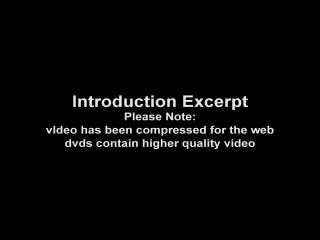 Introduction Excerpt
Please Note:
vIdeo has been compressed for the web
dvds contain higher quality video